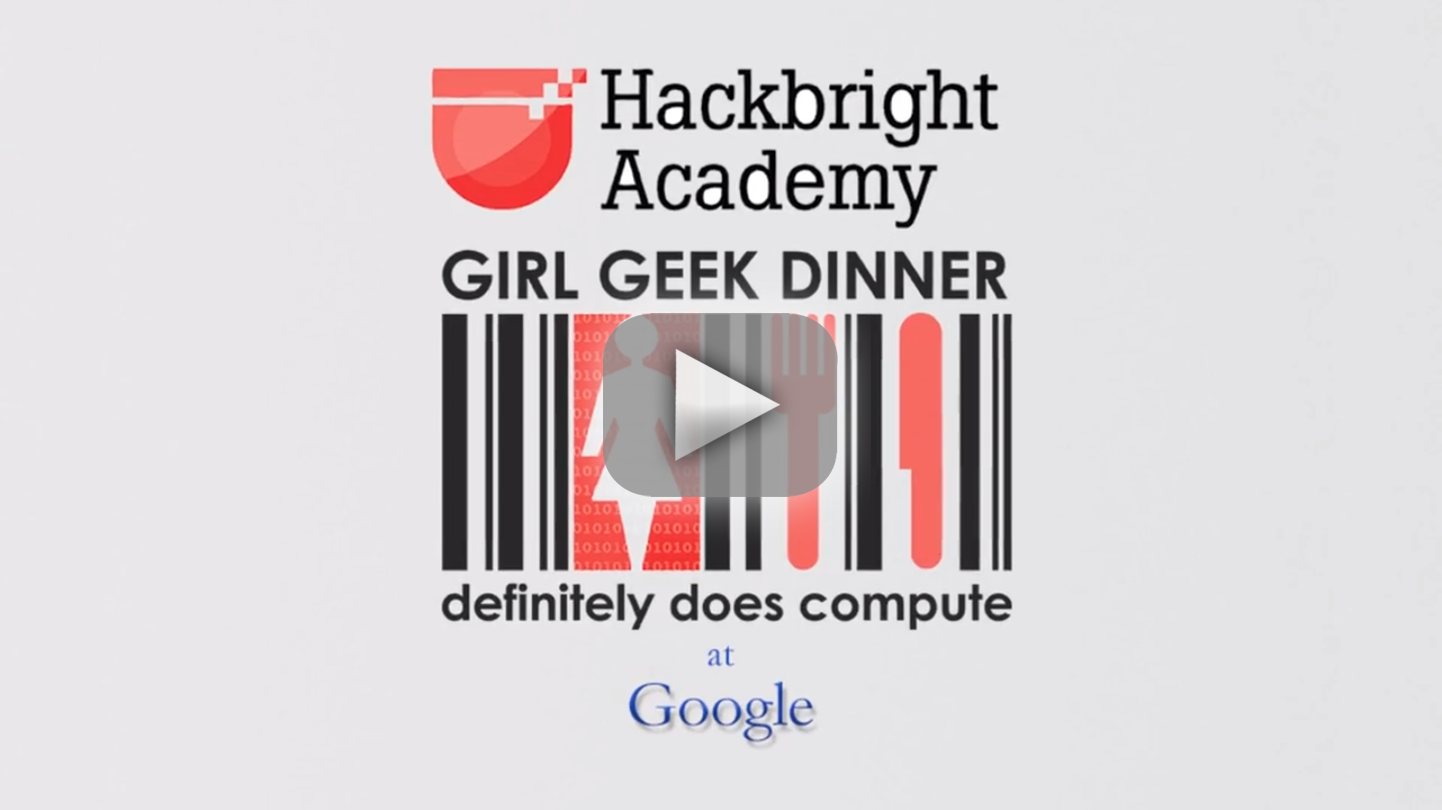 Hackbright
Academy
GIRL GEEK DINNER
definitely does compute
at
Google